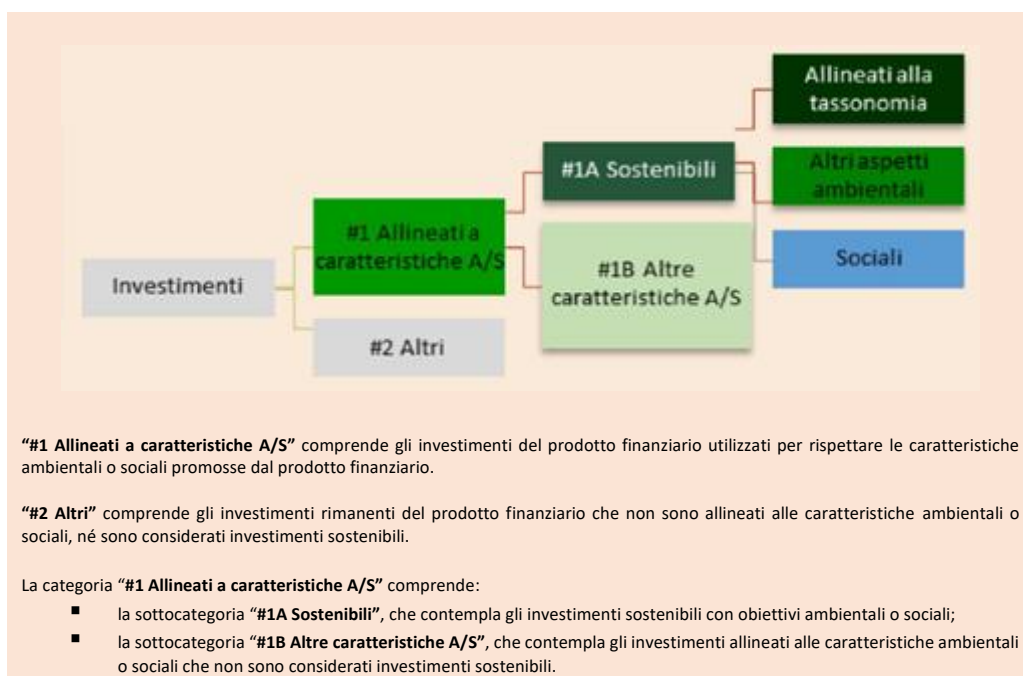 Allineati alla
tassonomia
#1A Sostenibili
Altri aspetti
ambientali
#1 Allineati a
caratteristiche A/S
Sociali
#1B Altre
caratteristiche A/S
Investimenti
#2 Altri
“#1 Allineati a caratteristiche A/S” comprende gli investimenti del prodotto finanziario utilizzati per rispettare le caratteristiche
ambientali o sociali promosse dal prodotto finanziario.
“#2 Altri” comprende gli investimenti rimanenti del prodotto finanziario che non sono allineati alle caratteristiche ambientali o
sociali, né sono considerati investimenti sostenibili.
La categoria “#1 Allineati a caratteristiche A/S” comprende:
▪ la sottocategoria “#1A Sostenibili”, che contempla gli investimenti sostenibili con obiettivi ambientali o sociali;
▪ la sottocategoria “#1B Altre caratteristiche A/S”, che contempla gli investimenti allineati alle caratteristiche ambientali
o sociali che non sono considerati investimenti sostenibili.